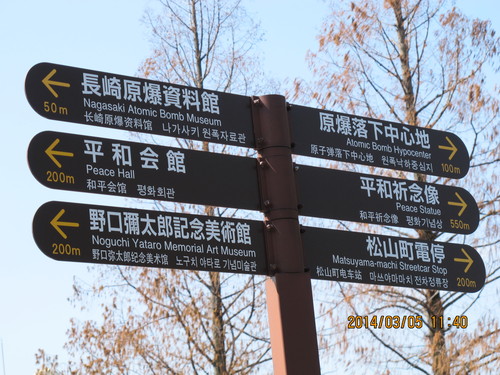 長崎原爆資料館
50m
Nagasaki Atomic Bomb Museum
长崎原爆资料馆 나가사키 원폭자료관
平和会館
200m
Peace Hall
和平会馆 평화회관
野口彌太郎記念美術館
200m
Noguchi Yataro Memorial Art Museum
野口弥太郎纪念美术馆 노구치 야타로 기념미술관
原爆落下中心地
Atomic Bomb Hypocenter
100m
原子弹落下中心地 원폭낙하중심지
平和祈念像
Peace Statue
550m
和平祈念像 평화기념상
松山町電停
Matsuyama-machi Streetcar Stop
200m
松山町电车站 마쓰야마마치 전차정류장
2014/03/05 11:40